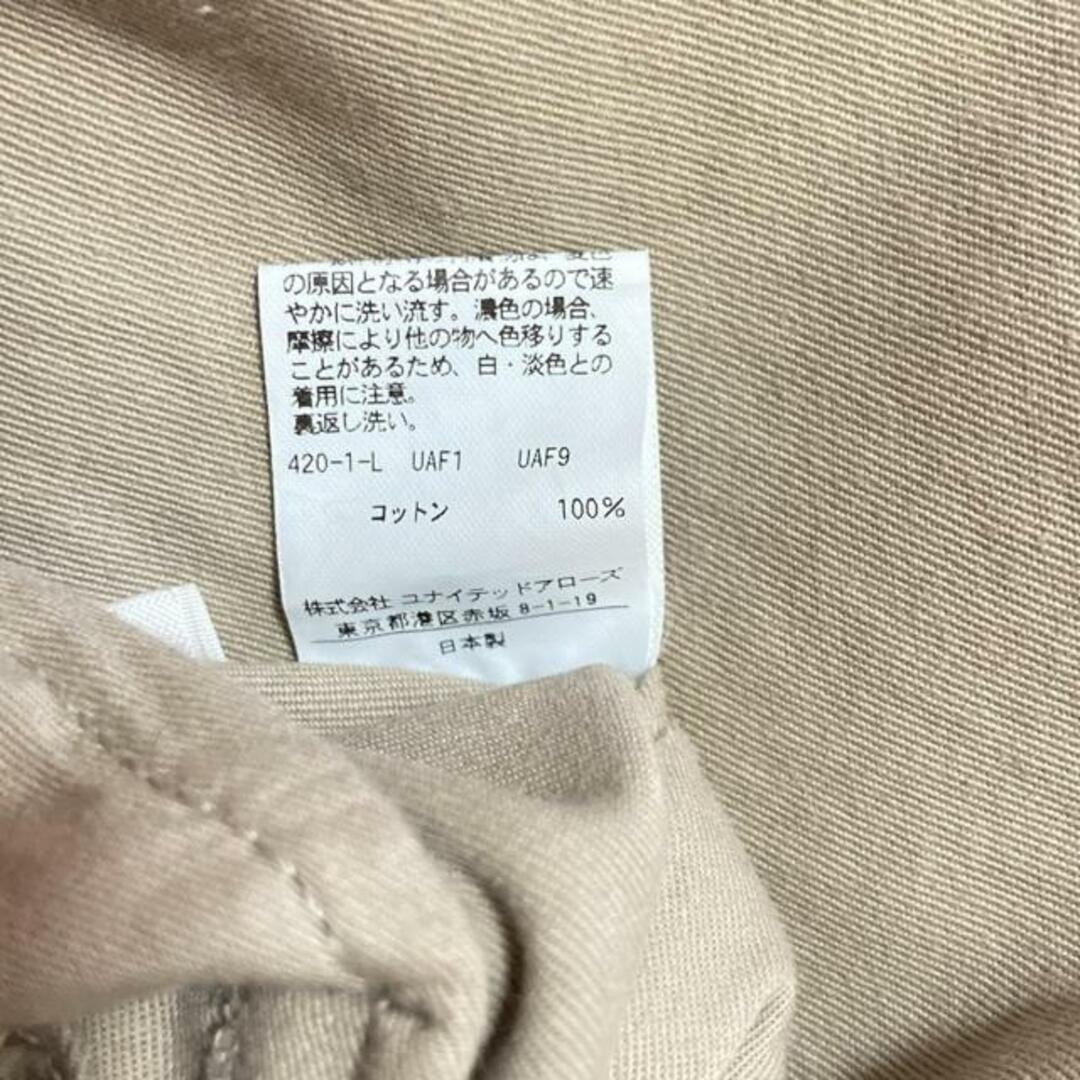 の原因となる場合があるので速
やかに洗い流す。濃色の場合、
摩擦により他の物へ色移りする
ことがあるため、白・淡色との
着用に注意。
裏返し洗い。
420-1-L UAF1 UAF9
コットン 100%
株式会社 ユナイテッドアローズ
東京都港区赤坂 8-1-19
日本製